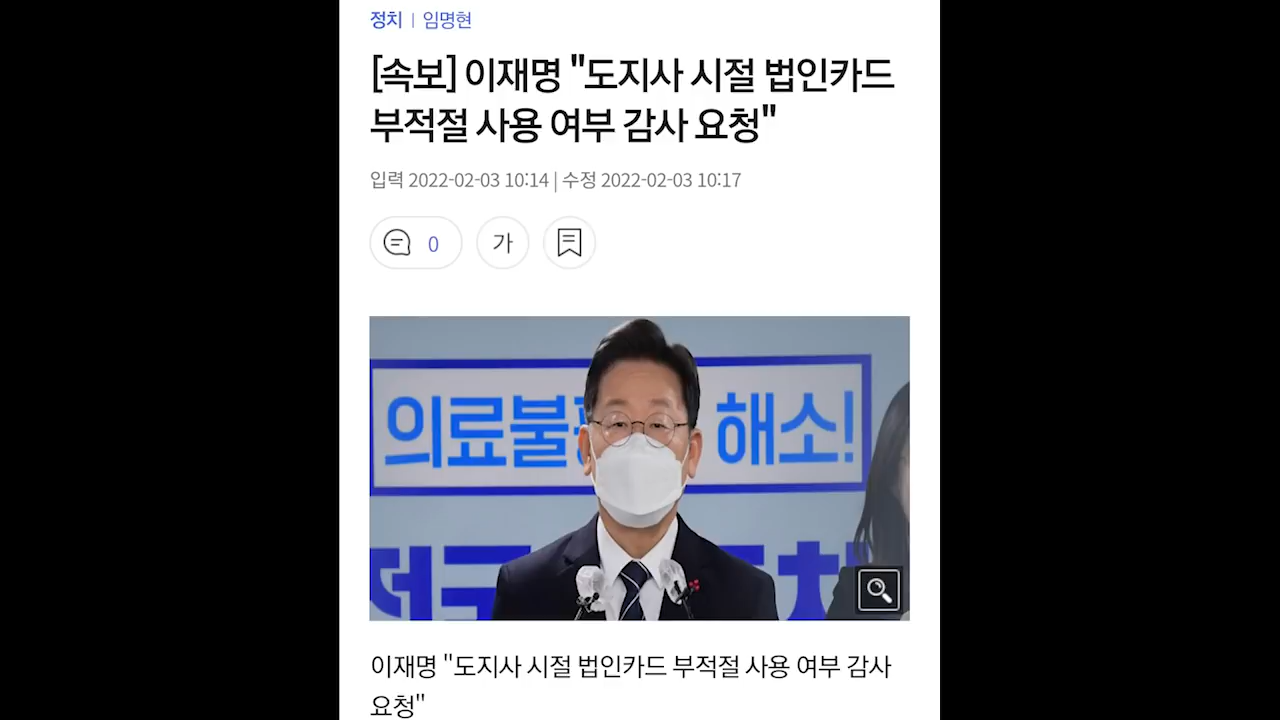 정치 | 임명현
[속보] 이재명 "도지사 시절 법인카드
부적절 사용 여부 감사 요청"
입력 2022-02-03 10:14 | 수정 2022-02-03 10:17
0 가
의료불 해소!
전국
이재명 "도지사 시절 법인카드 부적절 사용 여부 감사
요청"